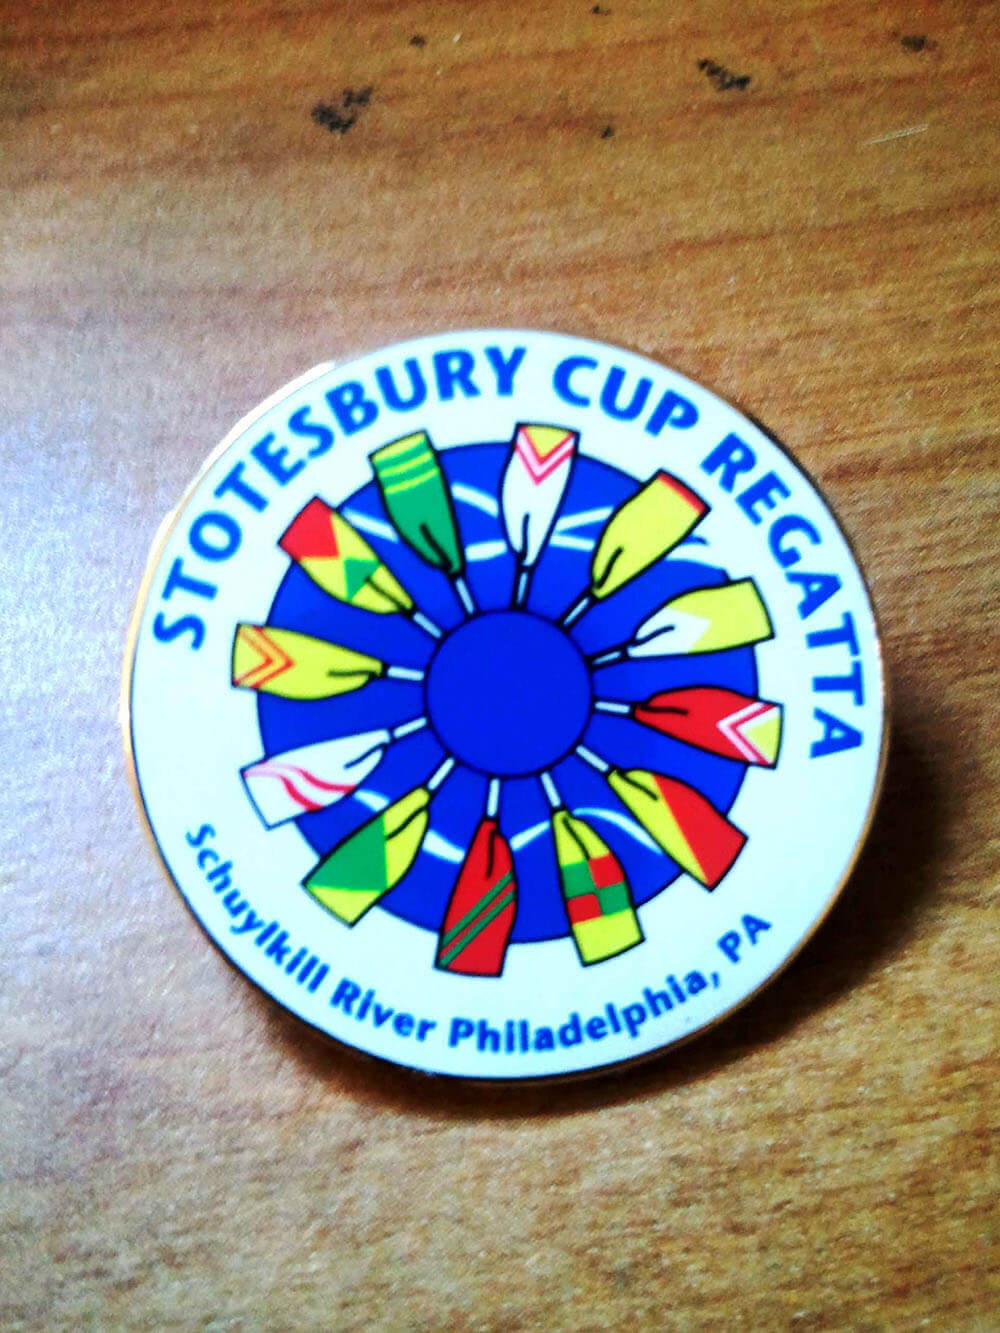 STOTESBURY CUP REGATTA
Schuylkill River Philadelphia, PA